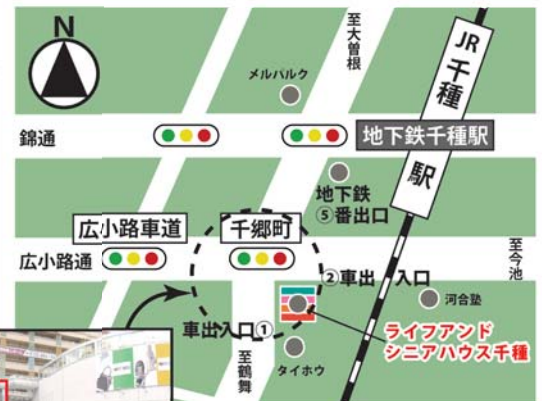 N
至大曽根
JR千種駅
メルパルク
錦通
地下鉄千種駅
地下鉄
⑤番出口
広小路車道
千郷町
広小路通
至今池
②車出入口
河合塾
車出入口①
ライフアンド
シニアハウス千種
至鶴舞
タイホウ